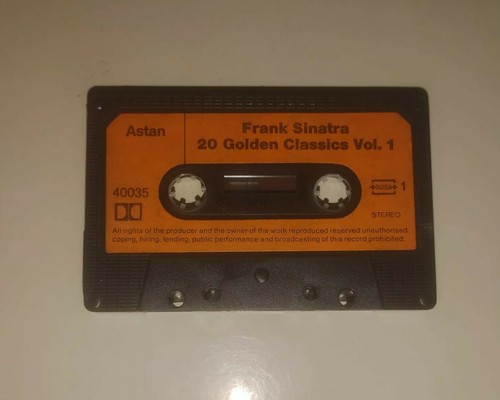 Astan
Frank Sinatra
20 Golden Classics Vol. 1
40035
1
STEREO
All rights of the producer and the owner of the work reproduced reserved unauthorised
copying, hiring, lending, public performance and broadcasting of this record prohibited.